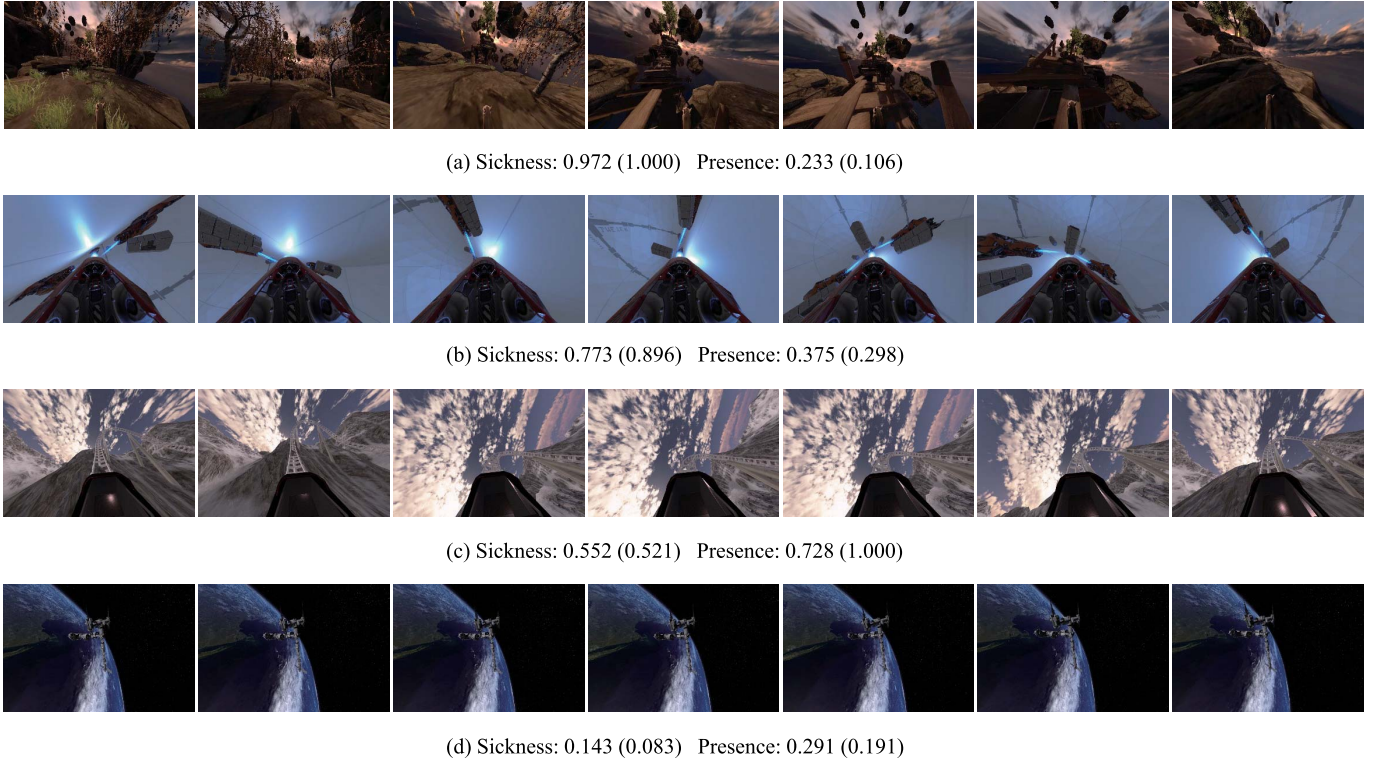 (a) Sickness: 0.972 (1.000) Presence: 0.233 (0.106)
(b) Sickness: 0.773 (0.896) Presence: 0.375 (0.298)
(c) Sickness: 0.552 (0.521) Presence: 0.728 (1.000)
(d) Sickness: 0.143 (0.083) Presence: 0.291 (0.191)